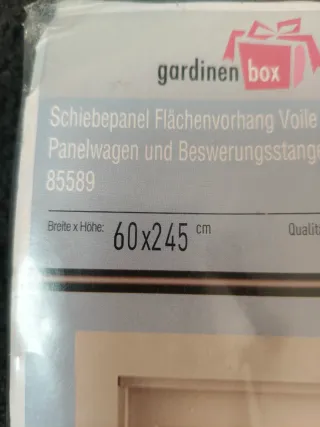 gardinen box
Schiebepanel Flächenvorhang Voile
Panelwagen und Beswerungsstange
85589
Breite x Höhe: 60x245 cm Qualit